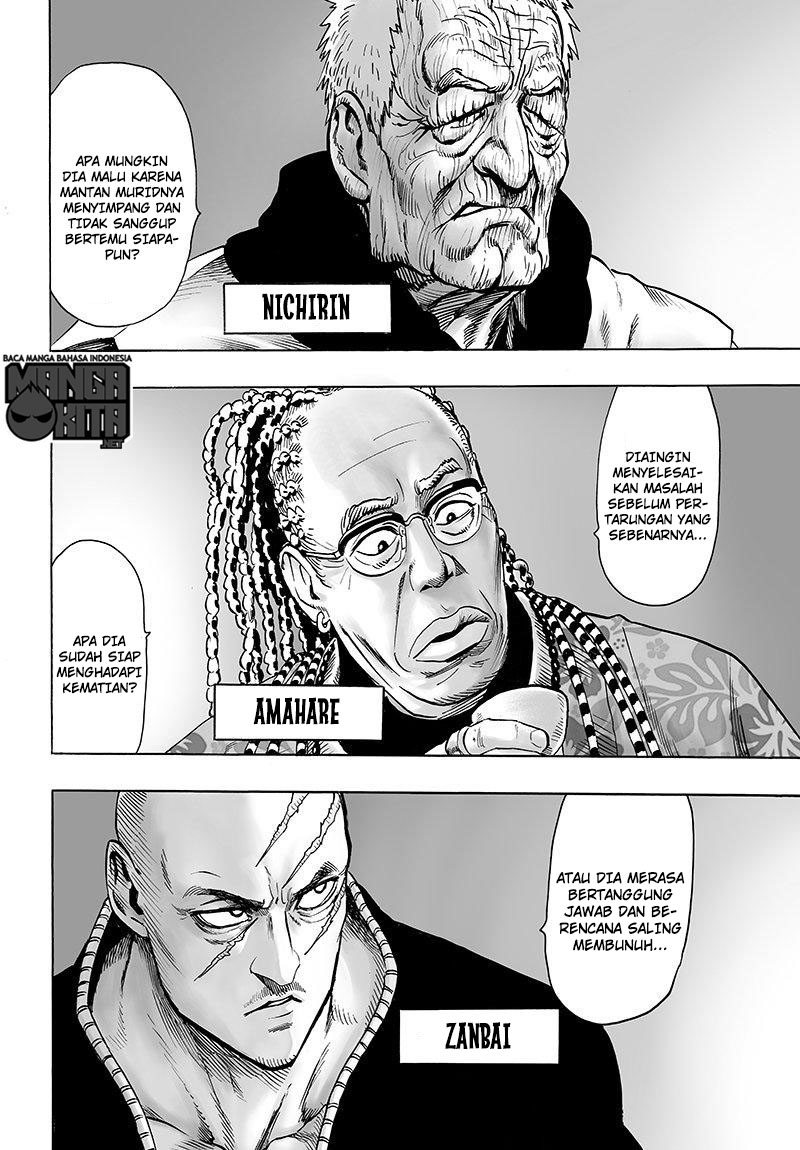 APA MUNGKIN
DIA MALU KARENA
MANTAN MURIDNYA
MENYIMPANG DAN
TIDAK SANGGUP
BERTEMU SIAPA-
PUN?
NICHIRIN
BACA MANGA BAHASA INDONESIA
MANGA
KITA
.NET
DIAINGIN
MENYELESAI-
KAN MASALAH
SEBELUM PER-
TARUNGAN YANG
SEBENARNYA...
APA DIA
SUDAH SIAP
MENGHADAPI
KEMATIAN?
AMAHARE
ATAU DIA MERASA
BERTANGGUNG
JAWAB DAN BE-
RENCANA SALING
MEMBUNUH...
ZANBAI